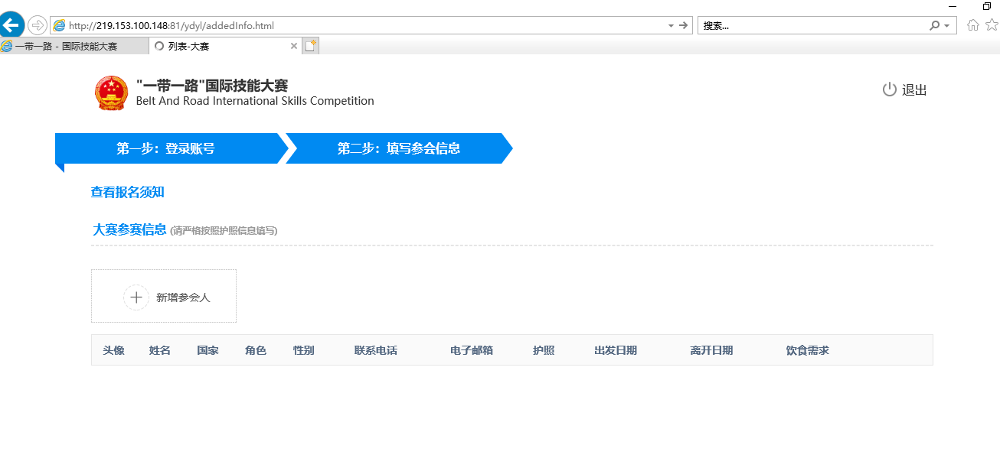 http://219.153.100.148:81/ydyl/addedInfo.html
搜索...
一带一路 - 国际技能大赛
列表-大赛
"一带一路"国际技能大赛
Belt And Road International Skills Competition
退出
第一步：登录账号
第二步：填写参会信息
查看报名须知
大赛参赛信息 (请严格按照护照信息填写)
新增参会人
头像 姓名 国家 角色 性别 联系电话 电子邮箱 护照 出发日期 离开日期 饮食需求